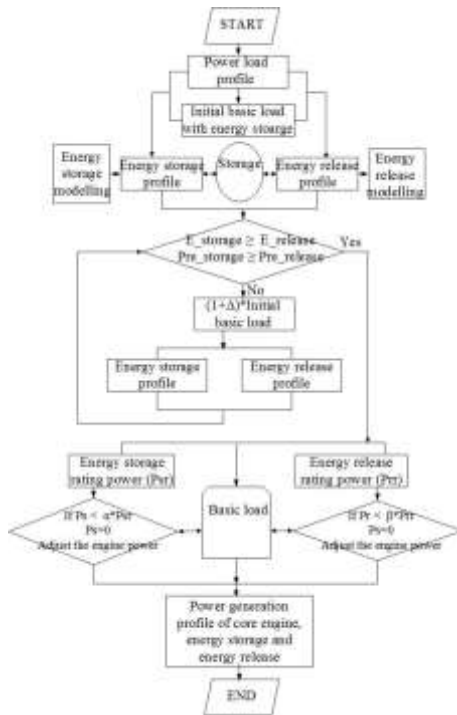 START
Power load
profile
Initial basic load
with energy stoarge
Energy
storage
modelling
Energy storage
profile
Storage
Energy release
profile
Energy
release
modelling
E_storage ≥ E_release
Pre_storage ≥ Pre_release
Yes
No
(1+Δ)*Initial
basic load
Energy storage
profile
Energy release
profile
Energy storage
rating power (Psr)
Energy release
rating power (Prr)
If Ps < α*Psr
Ps=0
Adjust the engine power
Basic load
If Pr < β*Prr
Ps=0
Adjust the engine power
Power generation
profile of core engine,
energy storage and
energy release
END